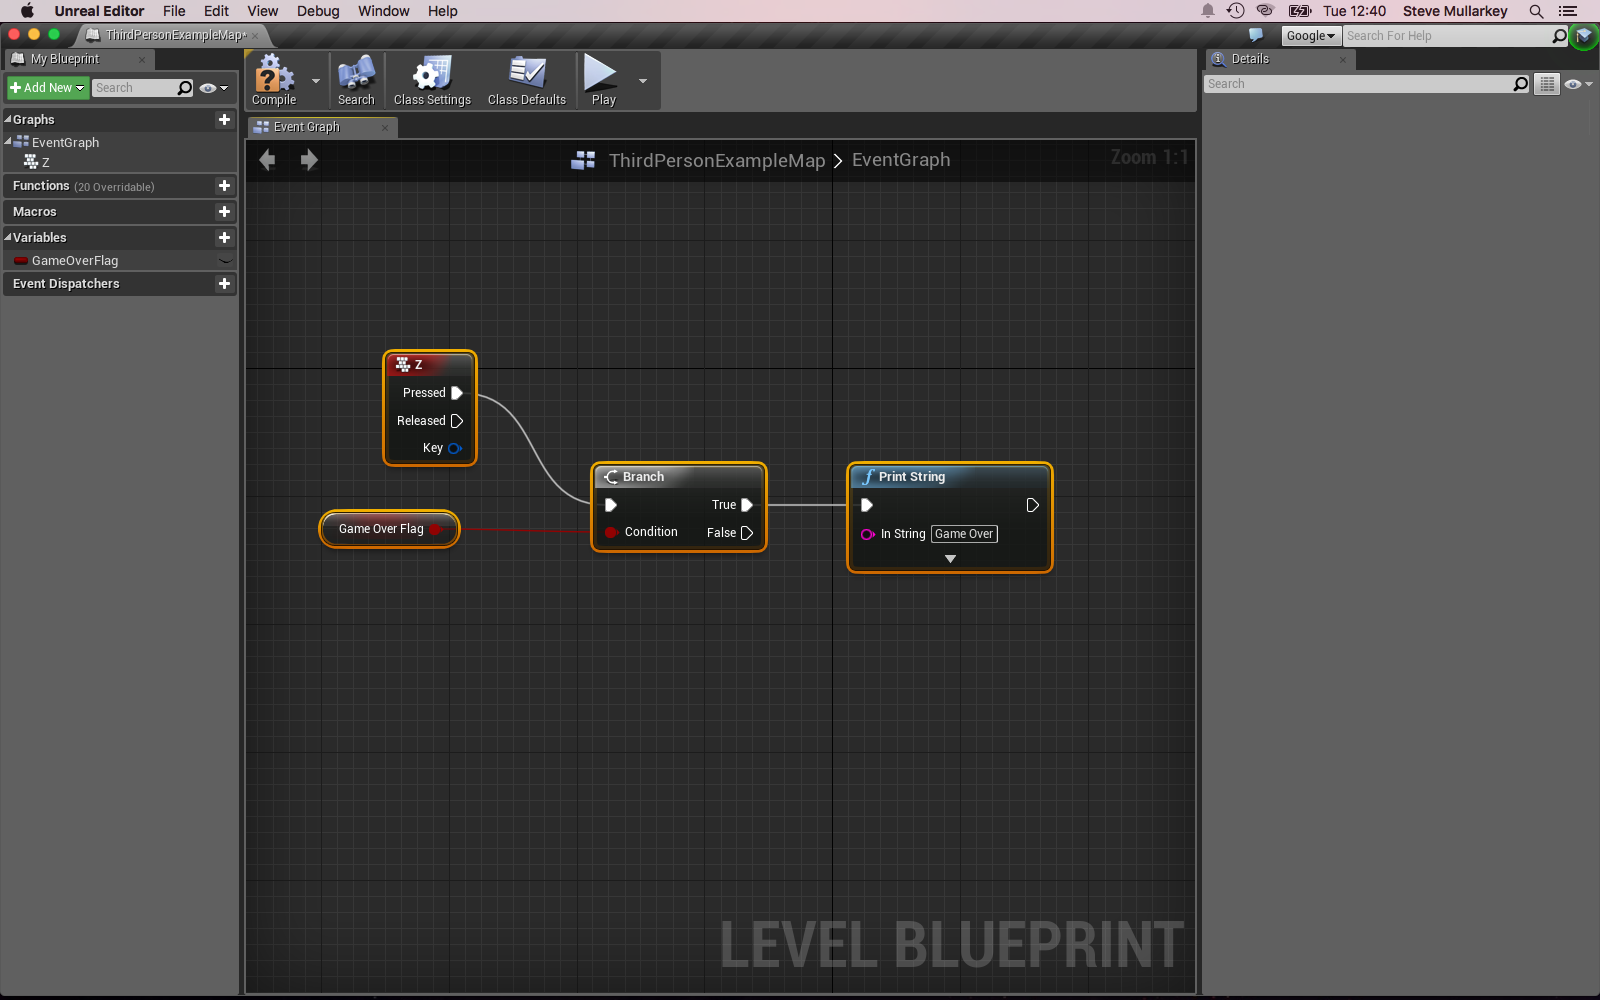 Unreal Editor File Edit View Debug Window Help Tue 12:40 Steve Mullarkey
ThirdPersonExampleMap* Google Search For Help
My Blueprint
Add New Search
Graphs
EventGraph
Z
Functions (20 Overridable)
Macros
Variables
GameOverFlag
Event Dispatchers
Compile Search Class Settings Class Defaults Play
Event Graph
ThirdPersonExampleMap > EventGraph Zoom 1:1
Z
Pressed
Released
Key
Game Over Flag
Branch
True
Condition False
Print String
In String Game Over
LEVEL BLUEPRINT
Details
Search